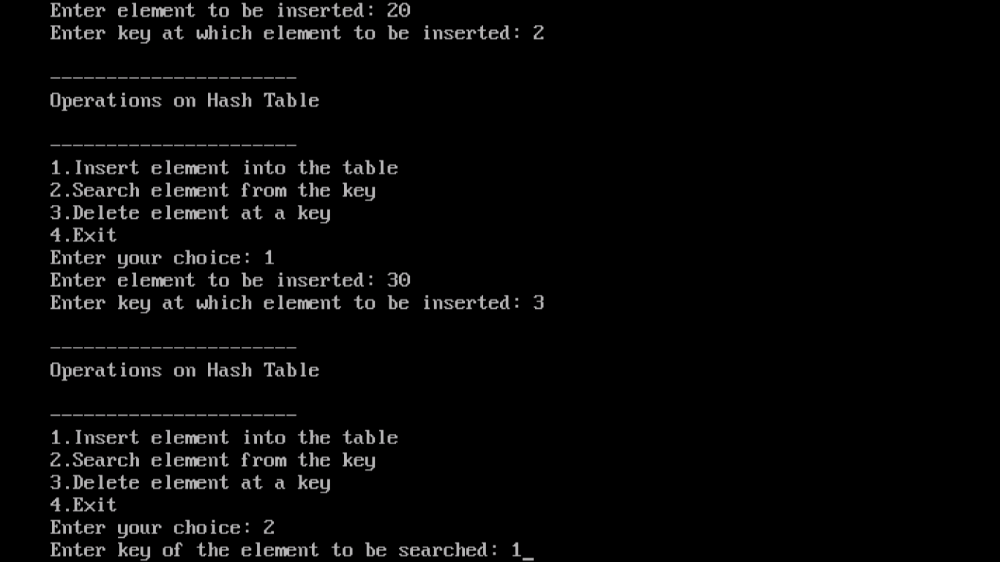 Enter element to be inserted: 20
Enter key at which element to be inserted: 2
----------------------
Operations on Hash Table
----------------------
1.Insert element into the table
2.Search element from the key
3.Delete element at a key
4.Exit
Enter your choice: 1
Enter element to be inserted: 30
Enter key at which element to be inserted: 3
----------------------
Operations on Hash Table
----------------------
1.Insert element into the table
2.Search element from the key
3.Delete element at a key
4.Exit
Enter your choice: 2
Enter key of the element to be searched: 1_